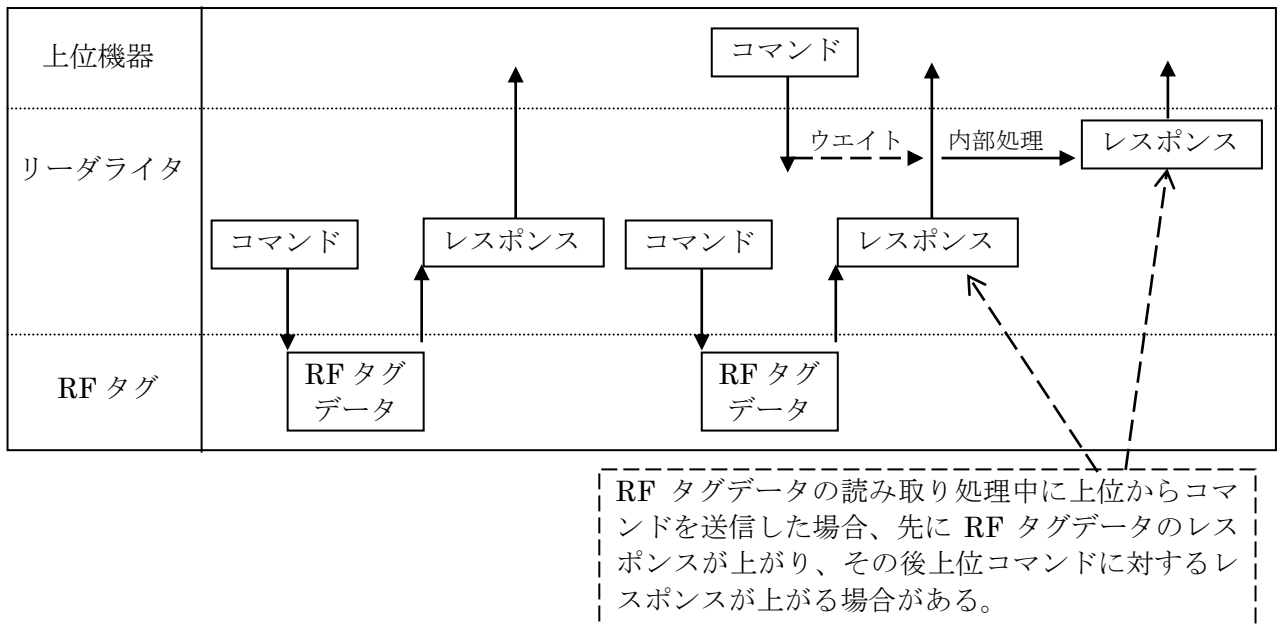 上位機器
コマンド
リーダライタ
ウエイト
内部処理
レスポンス
コマンド
レスポンス
コマンド
レスポンス
RF タグ
RF タグ
データ
RF タグ
データ
RF タグデータの読み取り処理中に上位からコマ
ンドを送信した場合、先に RF タグデータのレス
ポンスが上がり、その後上位コマンドに対するレ
スポンスが上がる場合がある。